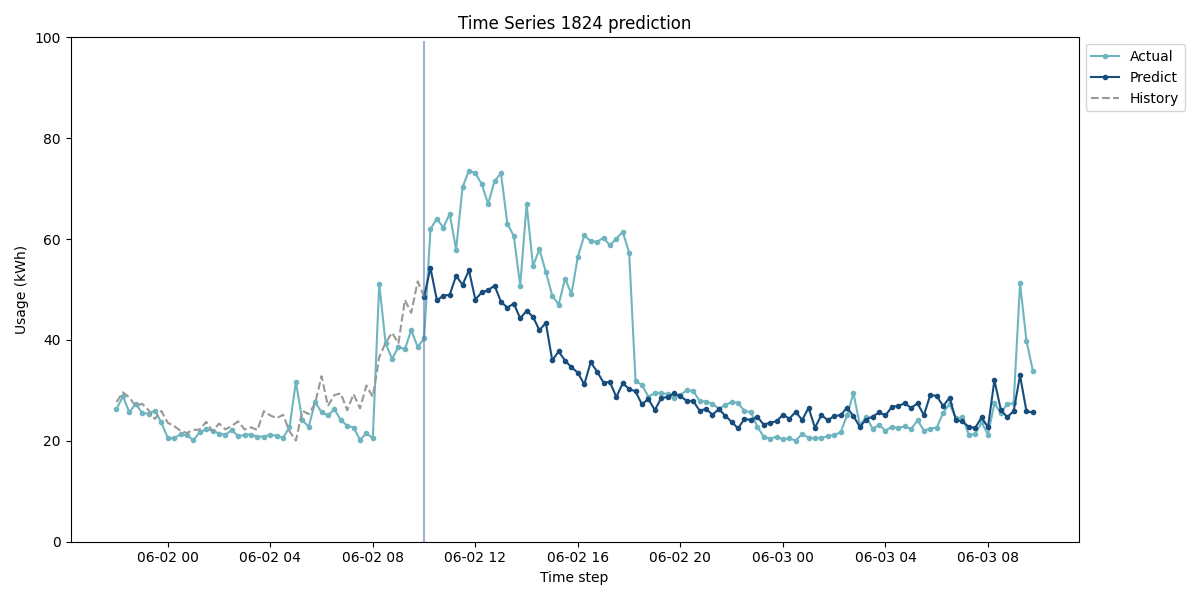 Time Series 1824 prediction
100
80
60
40
20
0
Usage (kWh)
06-02 00
06-02 04
06-02 08
06-02 12
06-02 16
06-02 20
06-03 00
06-03 04
06-03 08
Time step
Actual
Predict
History